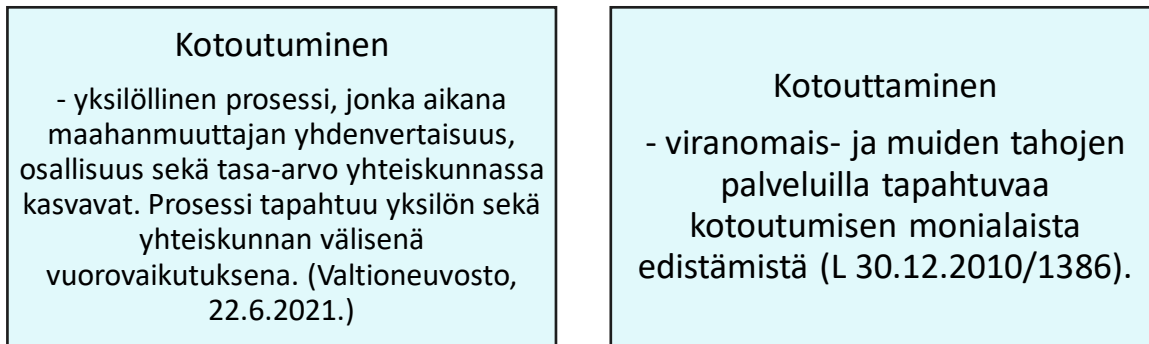 Kotoutuminen
- yksilöllinen prosessi, jonka aikana
maahanmuuttajan yhdenvertaisuus,
osallisuus sekä tasa-arvo yhteiskunnassa
kasvavat. Prosessi tapahtuu yksilön sekä
yhteiskunnan välisenä
vuorovaikutuksena. (Valtioneuvosto,
22.6.2021.)
Kotouttaminen
- viranomais- ja muiden tahojen
palveluilla tapahtuvaa
kotoutumisen monialaista
edistämistä (L 30.12.2010/1386).